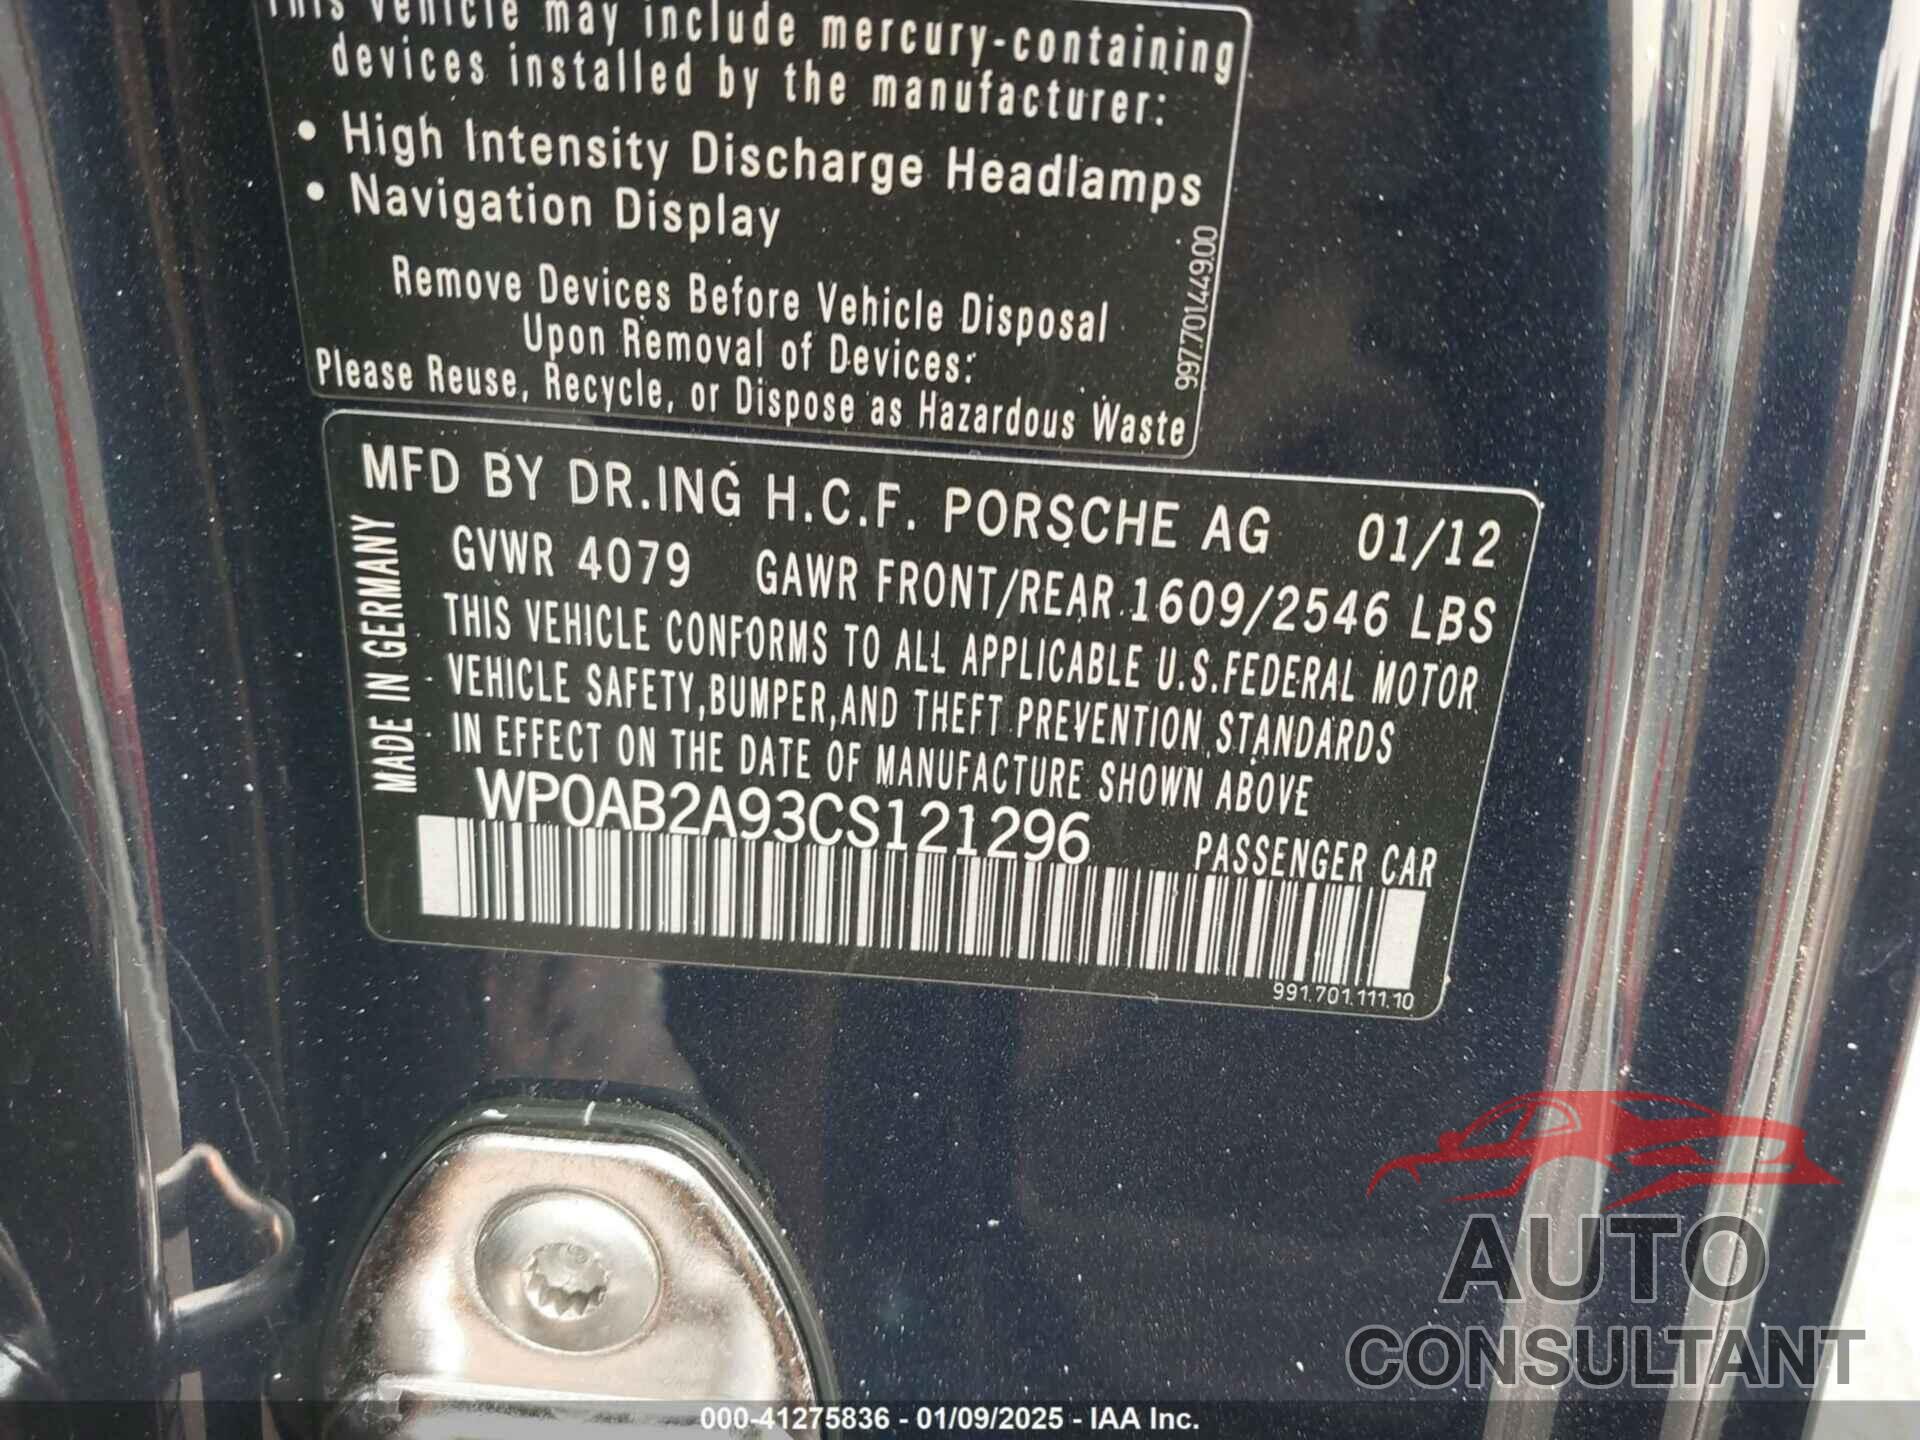 This vehicle may include mercury-containing
devices installed by the manufacturer:
• High Intensity Discharge Headlamps
• Navigation Display
Remove Devices Before Vehicle Disposal
Upon Removal of Devices:
Please Reuse, Recycle, or Dispose as Hazardous Waste
99770144900
MFD BY DR.ING H.C.F. PORSCHE AG 01/12
GVWR 4079 GAWR FRONT/REAR 1609/2546 LBS
THIS VEHICLE CONFORMS TO ALL APPLICABLE U.S.FEDERAL MOTOR
VEHICLE SAFETY,BUMPER,AND THEFT PREVENTION STANDARDS
IN EFFECT ON THE DATE OF MANUFACTURE SHOWN ABOVE
MADE IN GERMANY
WP0AB2A93CS121296
PASSENGER CAR
991.701.111.10
AUTO
CONSULTANT
000-41275836 - 01/09/2025 - IAA Inc.